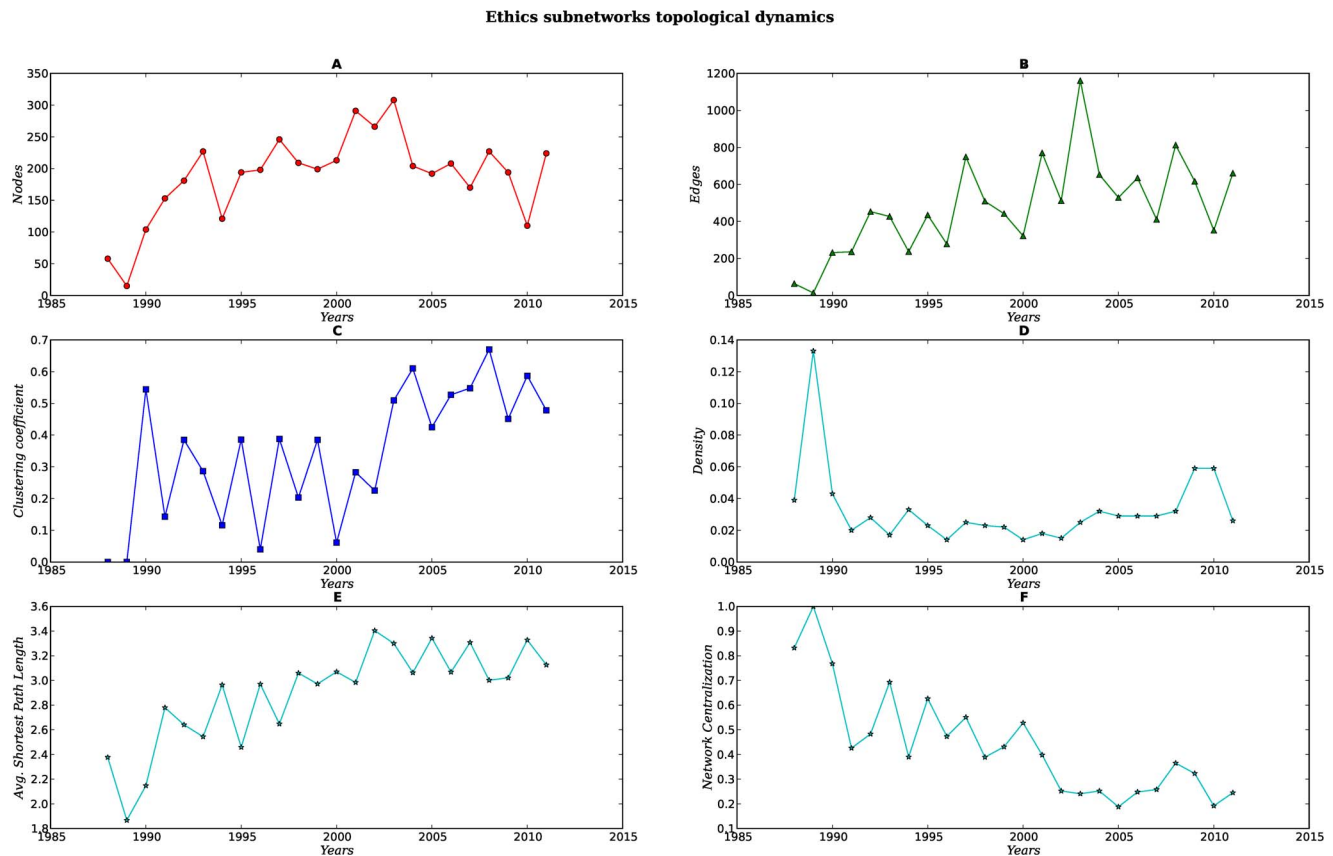 Ethics subnetworks topological dynamics
A
350
300
250
200
150
100
50
0
Nodes
1985 1990 1995 2000 2005 2010 2015
Years
B
1200
1000
800
600
400
200
0
Edges
1985 1990 1995 2000 2005 2010 2015
Years
C
0.7
0.6
0.5
0.4
0.3
0.2
0.1
0.0
Clustering coefficient
1985 1990 1995 2000 2005 2010 2015
Years
D
0.14
0.12
0.10
0.08
0.06
0.04
0.02
0.00
Density
1985 1990 1995 2000 2005 2010 2015
Years
E
3.6
3.4
3.2
3.0
2.8
2.6
2.4
2.2
2.0
1.8
Avg. Shortest Path Length
1985 1990 1995 2000 2005 2010 2015
Years
F
1.0
0.9
0.8
0.7
0.6
0.5
0.4
0.3
0.2
0.1
Network Centralization
1985 1990 1995 2000 2005 2010 2015
Years